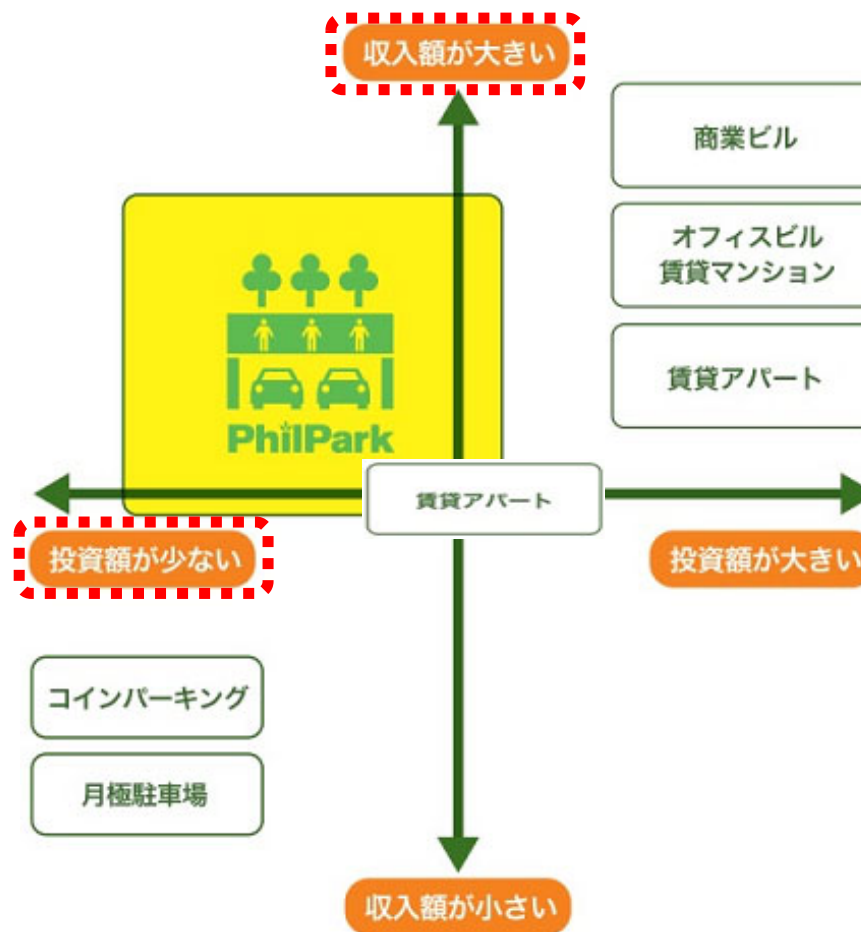 収入額が大きい
商業ビル
オフィスビル
賃貸マンション
賃貸アパート
PhilPark
賃貸アパート
投資額が少ない
投資額が大きい
コインパーキング
月極駐車場
収入額が小さい